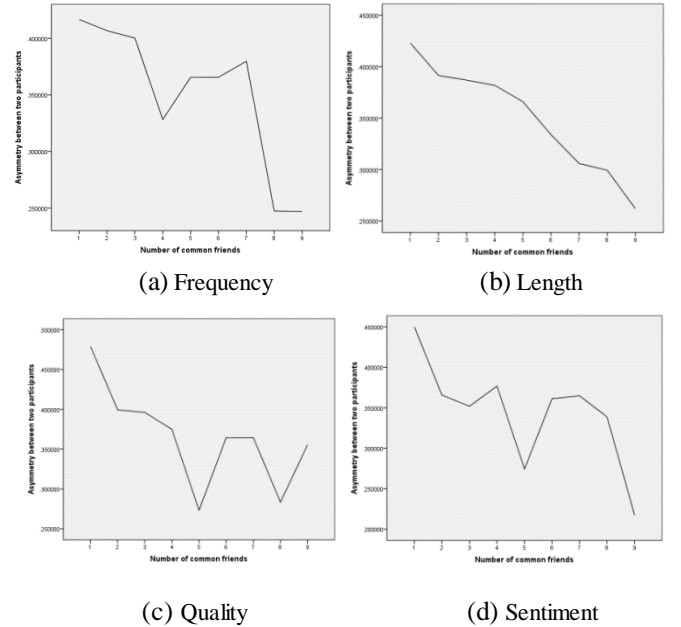 Asymmetry between two participants
.400000
.350000
.300000
.250000
1 2 3 4 5 6 7 8 9
Number of common friends
(a) Frequency
Asymmetry between two participants
.450000
.350000
.300000
.250000
1 2 3 4 5 6 7 8 9
Number of common friends
(b) Length
Asymmetry between two participants
.500000
.450000
.400000
.350000
.300000
.250000
1 2 3 4 5 6 7 8 9
Number of common friends
(c) Quality
Asymmetry between two participants
.450000
.400000
.350000
.300000
.250000
.200000
1 2 3 4 5 6 7 8 9
Number of common friends
(d) Sentiment